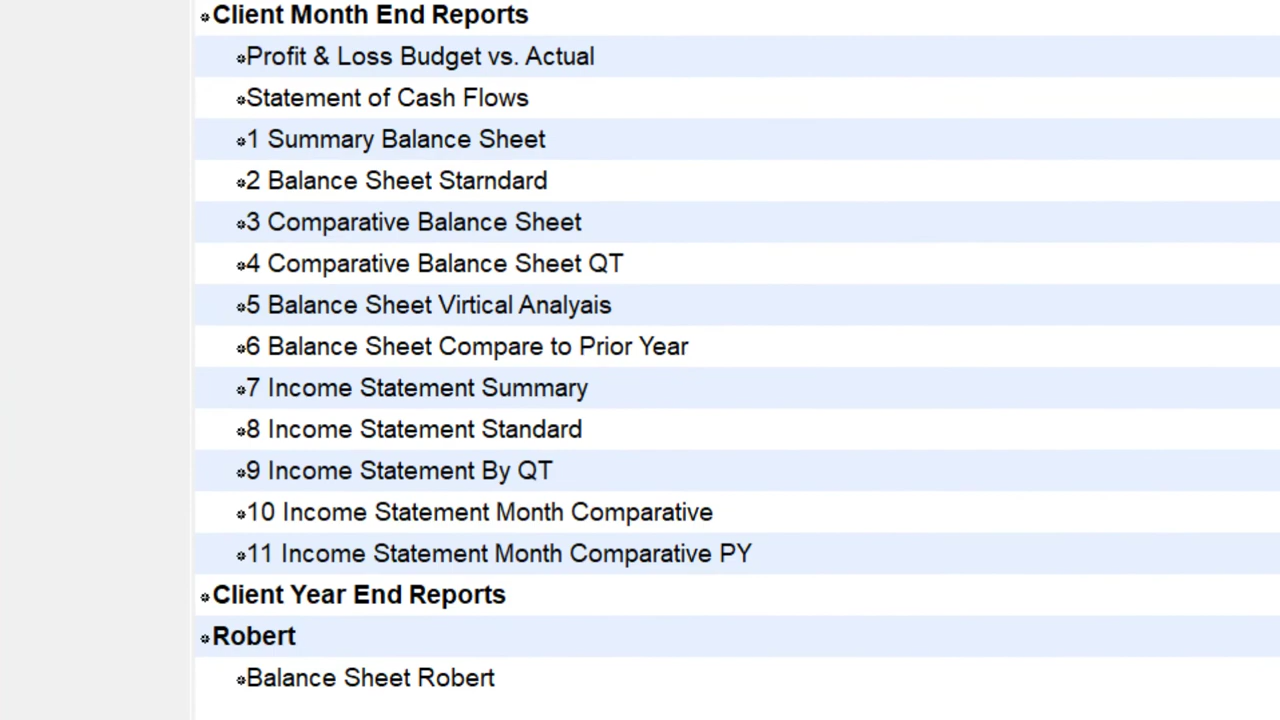 Client Month End Reports
Profit & Loss Budget vs. Actual
Statement of Cash Flows
1 Summary Balance Sheet
2 Balance Sheet Starndard
3 Comparative Balance Sheet
4 Comparative Balance Sheet QT
5 Balance Sheet Virtical Analyais
6 Balance Sheet Compare to Prior Year
7 Income Statement Summary
8 Income Statement Standard
9 Income Statement By QT
10 Income Statement Month Comparative
11 Income Statement Month Comparative PY
Client Year End Reports
Robert
Balance Sheet Robert